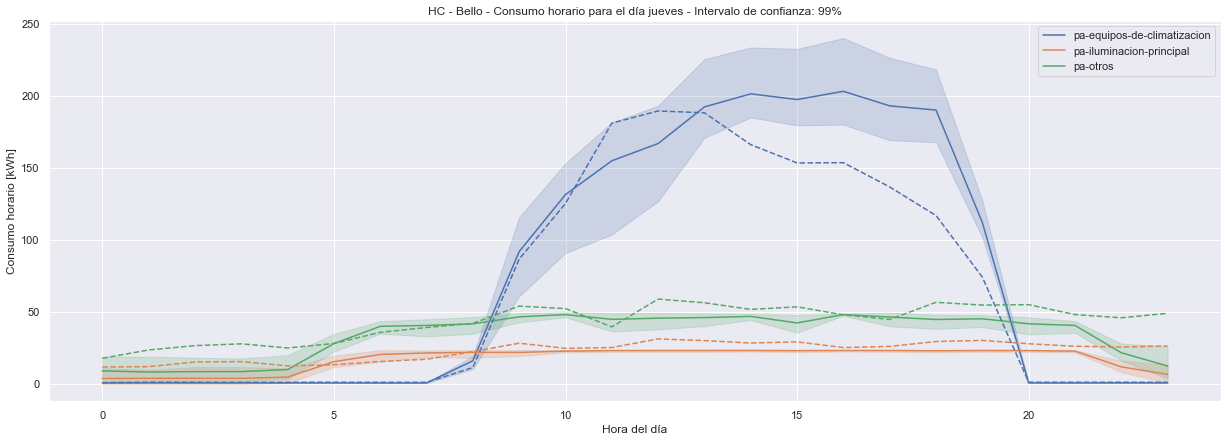 HC - Bello - Consumo horario para el día jueves - Intervalo de confianza: 99%
pa-equipos-de-climatizacion
pa-iluminacion-principal
pa-otros
Consumo horario [kWh]
250
200
150
100
50
0
0 5 10 15 20
Hora del día